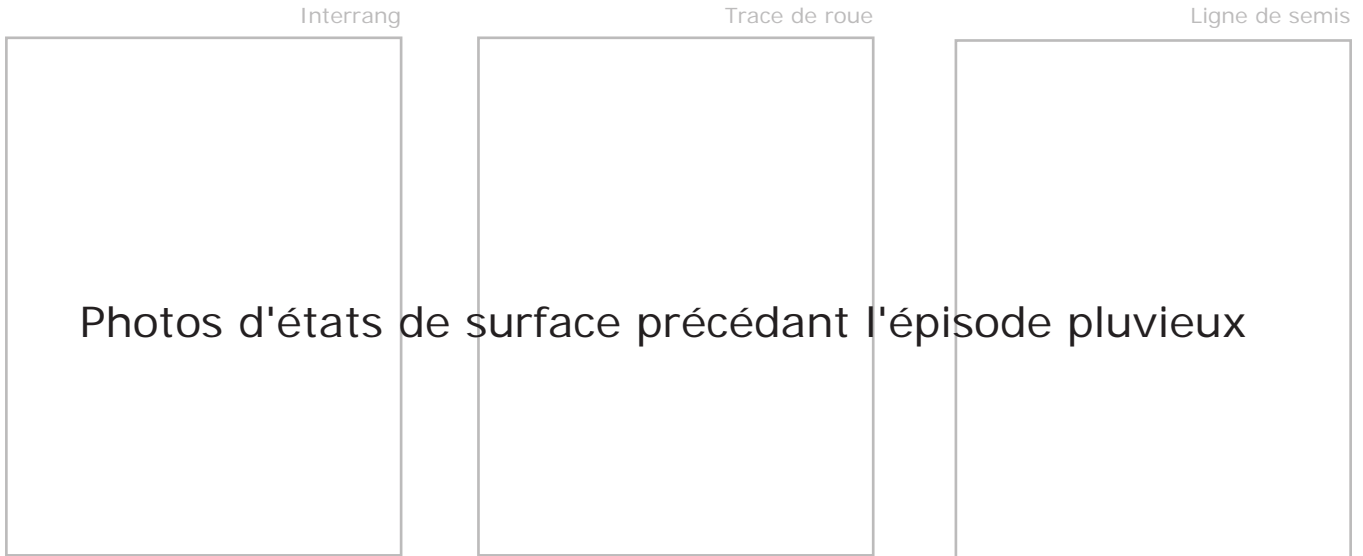 Interrang
Trace de roue
Ligne de semis
Photos d'états de surface précédant l'épisode pluvieux